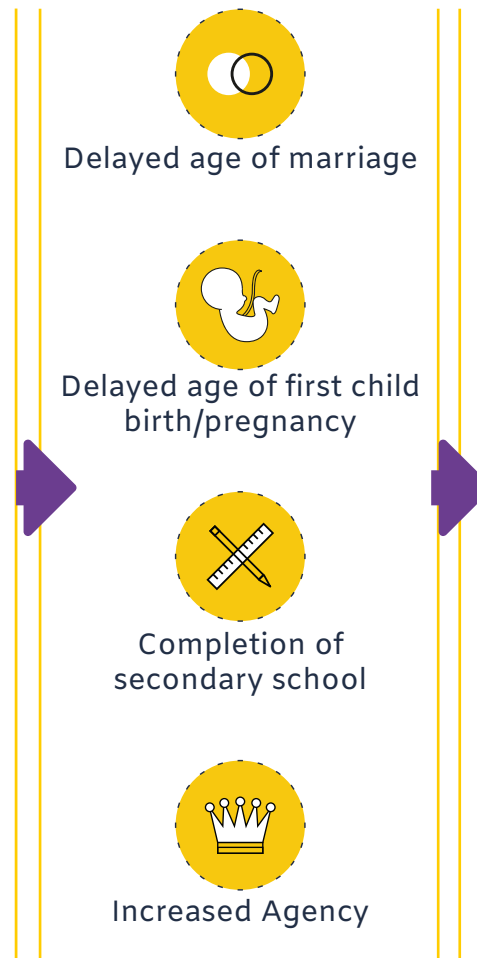 Delayed age of marriage
Delayed age of first child
birth/pregnancy
Completion of
secondary school
Increased Agency